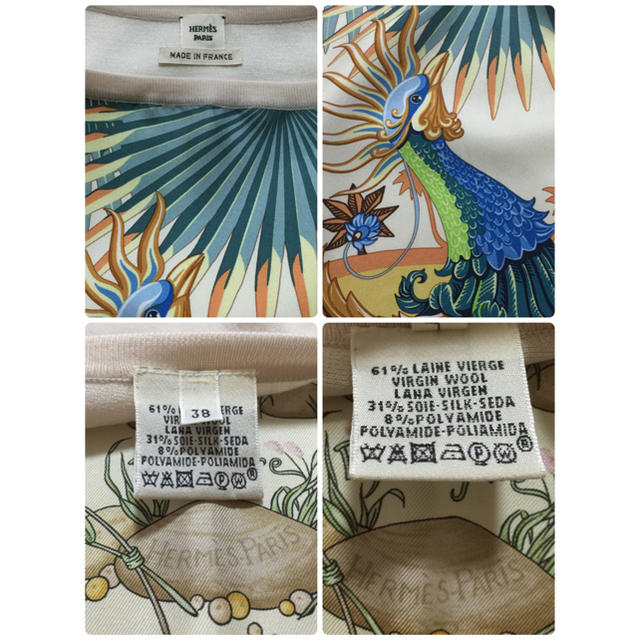 HERMÈS
PARIS
MADE IN FRANCE
38
61% L ERGE
VIRGIN WOOL
LANA VIRGEN
31% SOIE-SILK-SEDA
8% POLYAMIDE
POLYAMIDE-POLIAMIDA
HERMÈS-PARIS
61% LAINE VIERGE
VIRGIN WOOL
LANA VIRGEN
31% SOIE-SILK-SEDA
8% POLYAMIDE
POLYAMIDE-POLIAMIDA
HERMÈS-PARIS